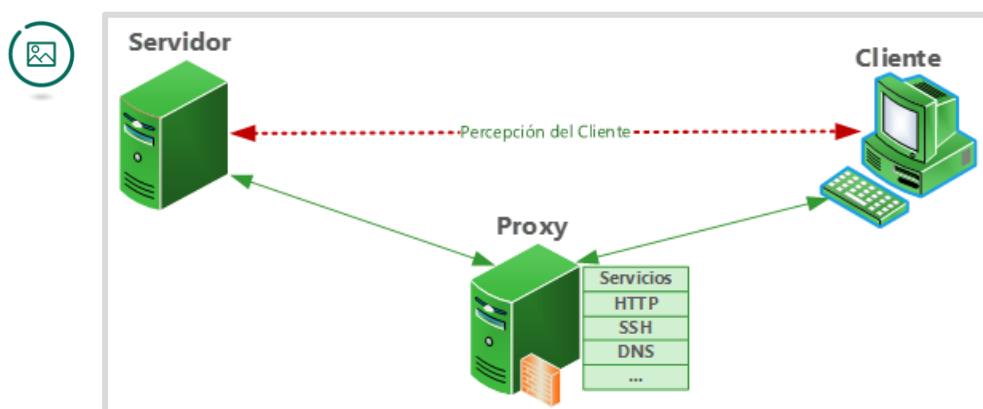 Servidor
Cliente
Percepción del Cliente
Proxy
Servicios
HTTP
SSH
DNS
...